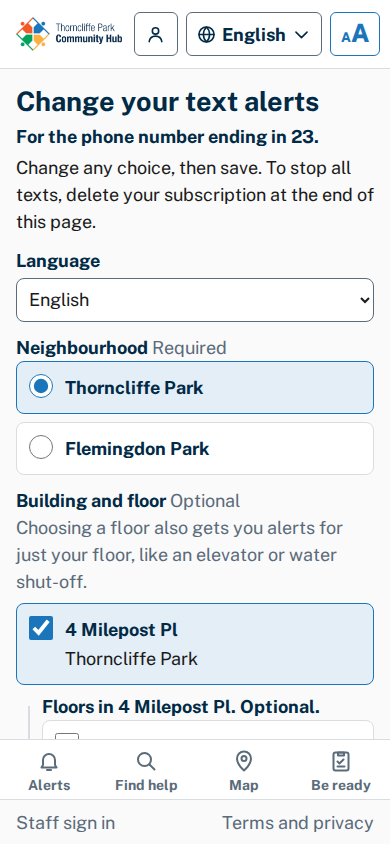 Thorncliffe Park
Community Hub
English
AA
Change your text alerts
For the phone number ending in 23.
Change any choice, then save. To stop all
texts, delete your subscription at the end of
this page.
Language
English
Neighbourhood Required
Thorncliffe Park
Flemingdon Park
Building and floor Optional
Choosing a floor also gets you alerts for
just your floor, like an elevator or water
shut-off.
4 Milepost Pl
Thorncliffe Park
Floors in 4 Milepost Pl. Optional.
Alerts
Find help
Map
Be ready
Staff sign in
Terms and privacy